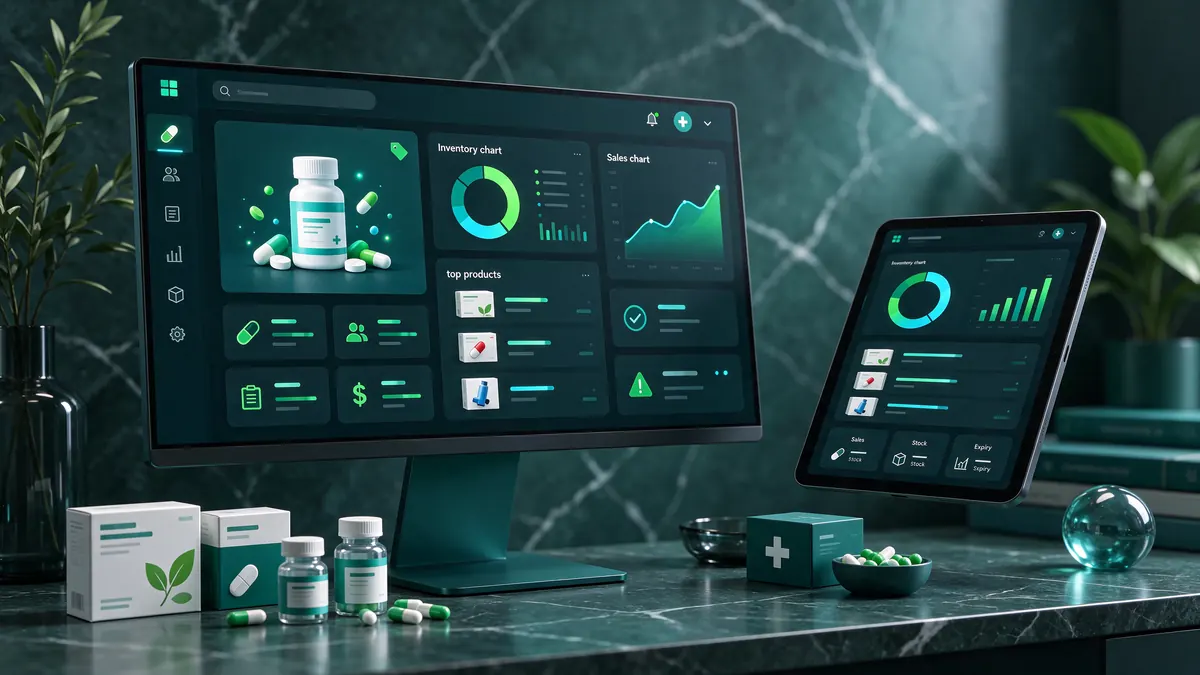 Inventory chart
Sales chart
top products
Inventory chart
Sales
Stock
Stock
Stock
Expiry
Expiry